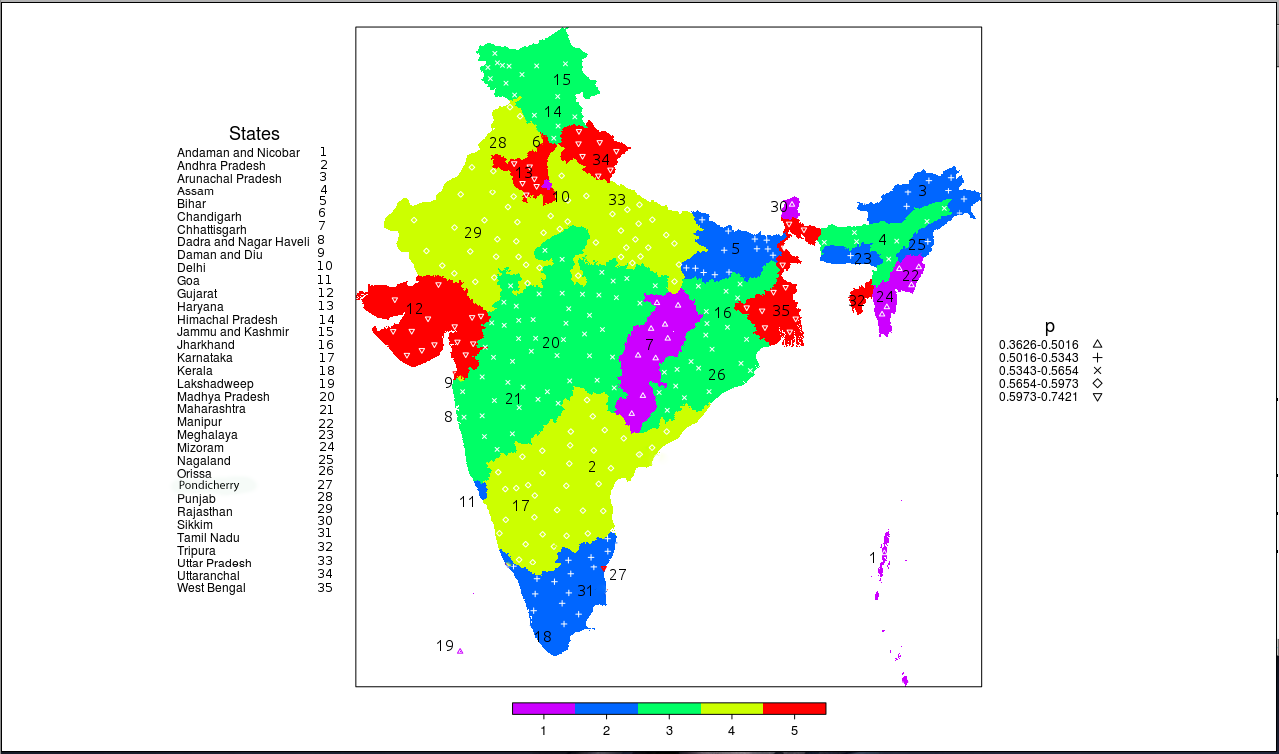 States
Andaman and Nicobar 1
Andhra Pradesh 2
Arunachal Pradesh 3
Assam 4
Bihar 5
Chandigarh 6
Chhattisgarh 7
Dadra and Nagar Haveli 8
Daman and Diu 9
Delhi 10
Goa 11
Gujarat 12
Haryana 13
Himachal Pradesh 14
Jammu and Kashmir 15
Jharkhand 16
Karnataka 17
Kerala 18
Lakshadweep 19
Madhya Pradesh 20
Maharashtra 21
Manipur 22
Meghalaya 23
Mizoram 24
Nagaland 25
Orissa 26
Pondicherry 27
Punjab 28
Rajasthan 29
Sikkim 30
Tamil Nadu 31
Tripura 32
Uttar Pradesh 33
Uttaranchal 34
West Bengal 35
15
14
28 6
34
13
10 33
3
30
29
4
5 25
23
22
12 32 24
16 35
20 7
9 26
21
8
2
11 17
1
27
31
18
19
p
0.3626-0.5016
0.5016-0.5343
0.5343-0.5654
0.5654-0.5973
0.5973-0.7421
1 2 3 4 5